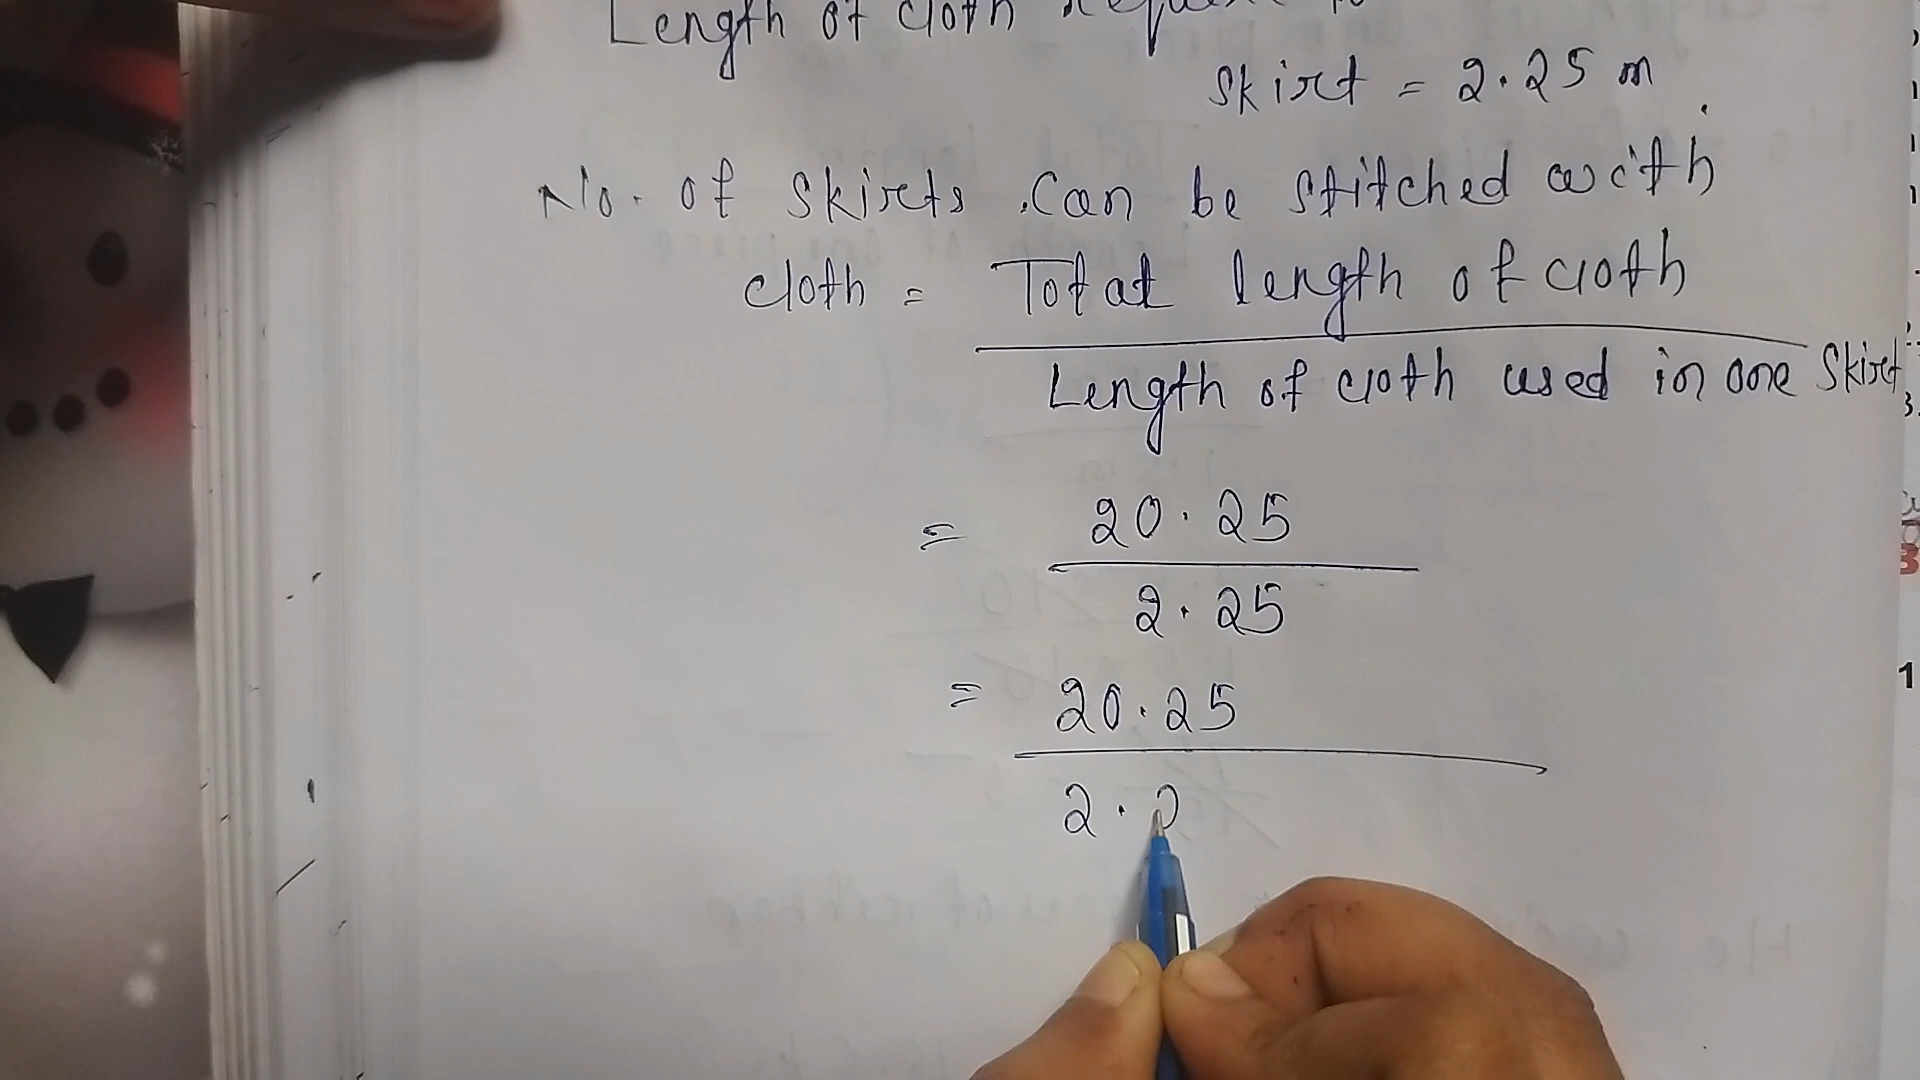 Length of cloth
skirt = 2.25 m.
No. of skirts can be stitched with
cloth = Total length of cloth
Length of cloth used in one skirt
= 20.25
2.25
= 20.25
2.2